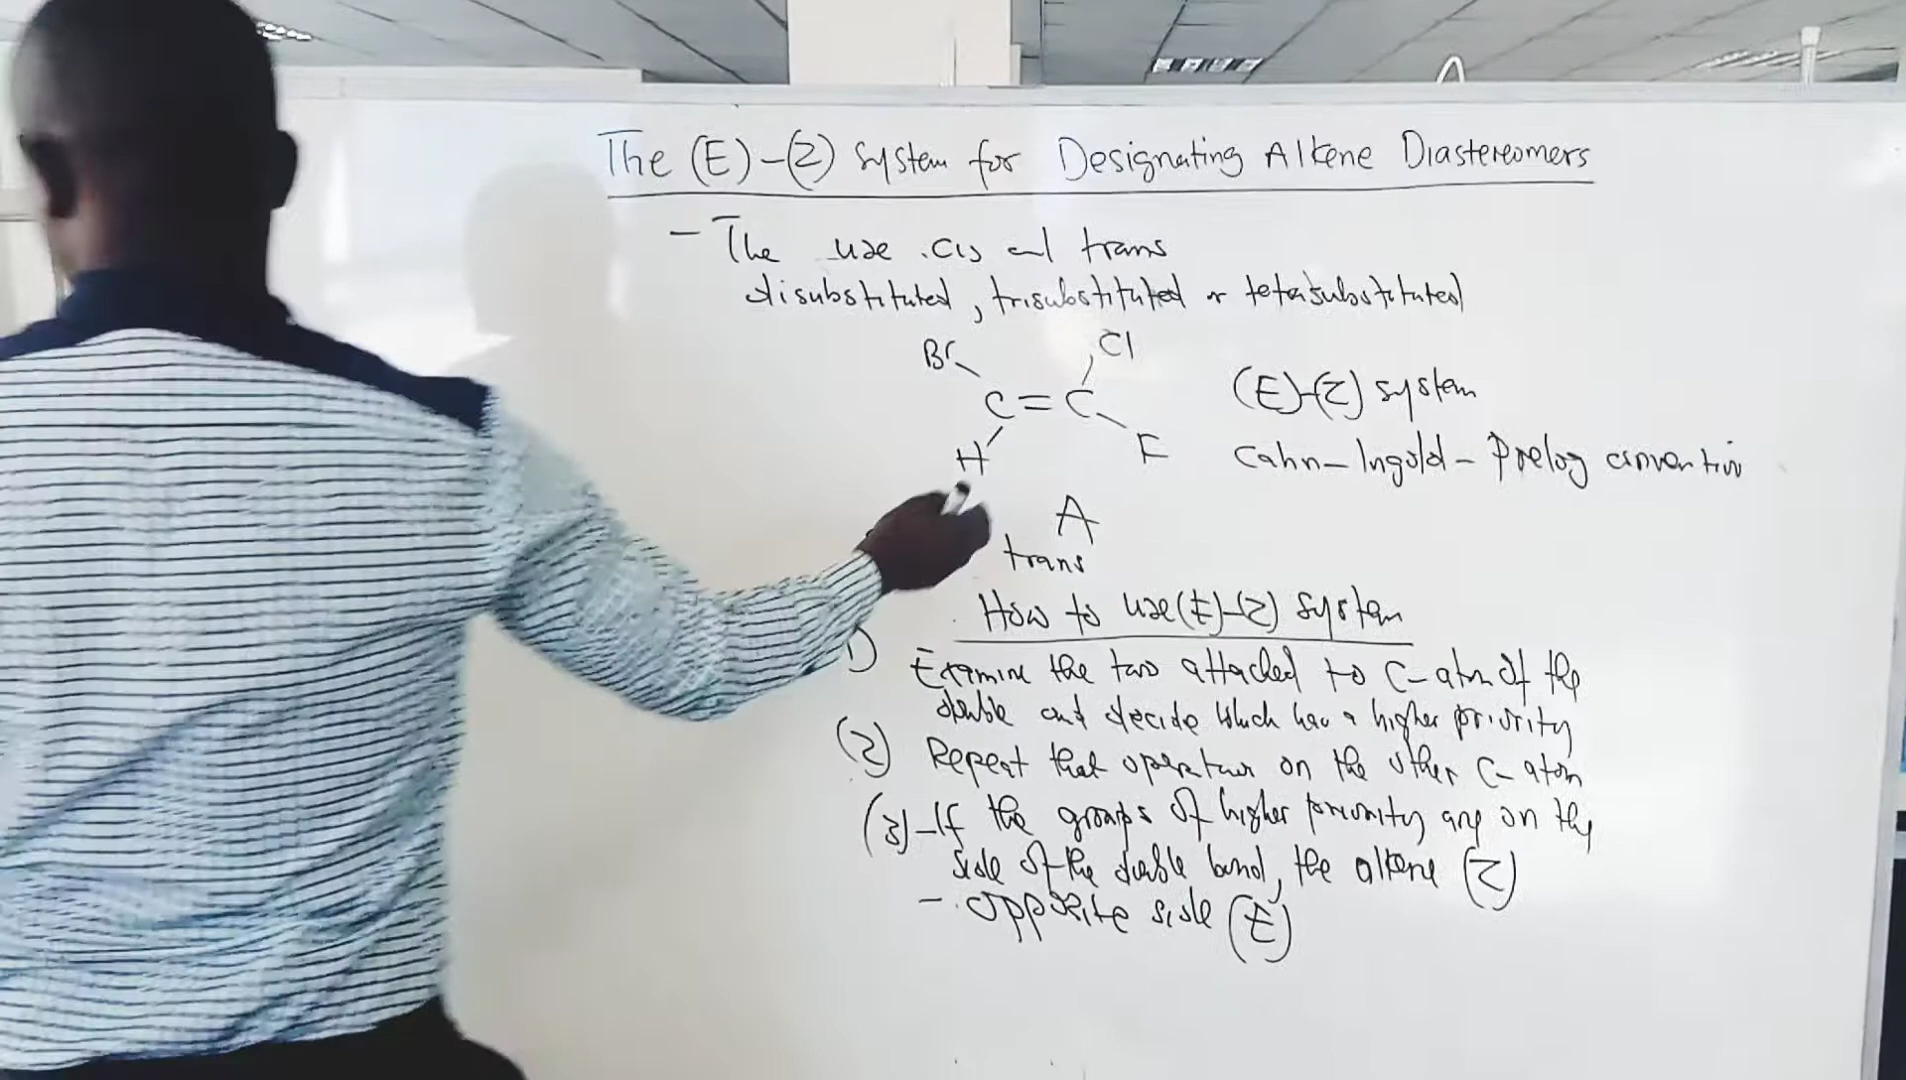 The (E)-(Z) system for Designating Alkene Diastereomers
- The use cis and trans
disubstituted, trisubstituted or tetrasubstituted
Br Cl
C=C
H F
(E)-(Z) system
Cahn-Ingold-Prelog convention
A
trans
How to use (E)-(Z) system
1) Examine the two attached to C-atom of the
double and decide which has a higher priority
(2) Repeat that operation on the other C-atom
(3)-If the groups of higher priority are on the
side of the double bond, the alkene (Z)
- opposite side (E)